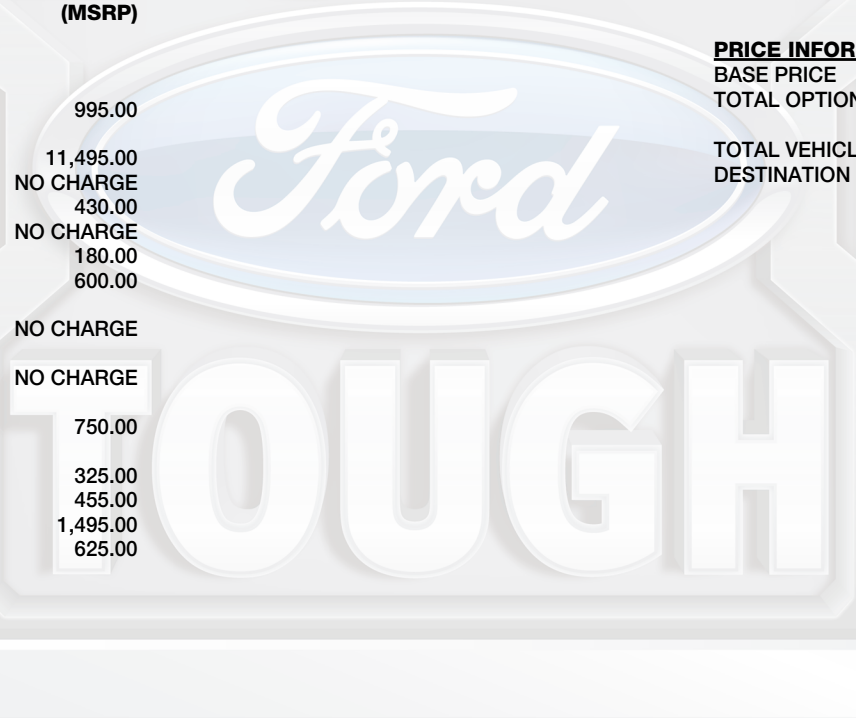 (MSRP)
995.00
11,495.00
NO CHARGE
430.00
NO CHARGE
180.00
600.00
NO CHARGE
NO CHARGE
750.00
325.00
455.00
1,495.00
625.00
PRICE INFOR
BASE PRICE
TOTAL OPTION
TOTAL VEHICL
DESTINATION
Ford
TOUGH